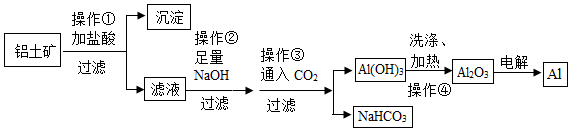 铝土矿
操作①
加盐酸
过滤
沉淀
滤液
操作②
足量
NaOH
过滤
操作③
通入 CO₂
过滤
Al(OH)₃
NaHCO₃
洗涤、
加热
操作④
Al₂O₃
电解
Al